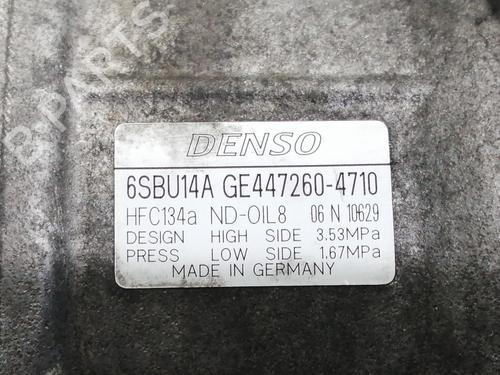 B-PARTS
DENSO
6SBU14A GE447260-4710
HFC134a ND-OIL8 06 N 10629
DESIGN HIGH SIDE 3.53MPa
PRESS LOW SIDE 1.67MPa
MADE IN GERMANY